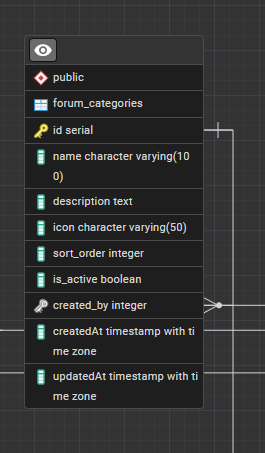 public
forum_categories
id serial
name character varying(10
0)
description text
icon character varying(50)
sort_order integer
is_active boolean
created_by integer
createdAt timestamp with ti
me zone
updatedAt timestamp with ti
me zone